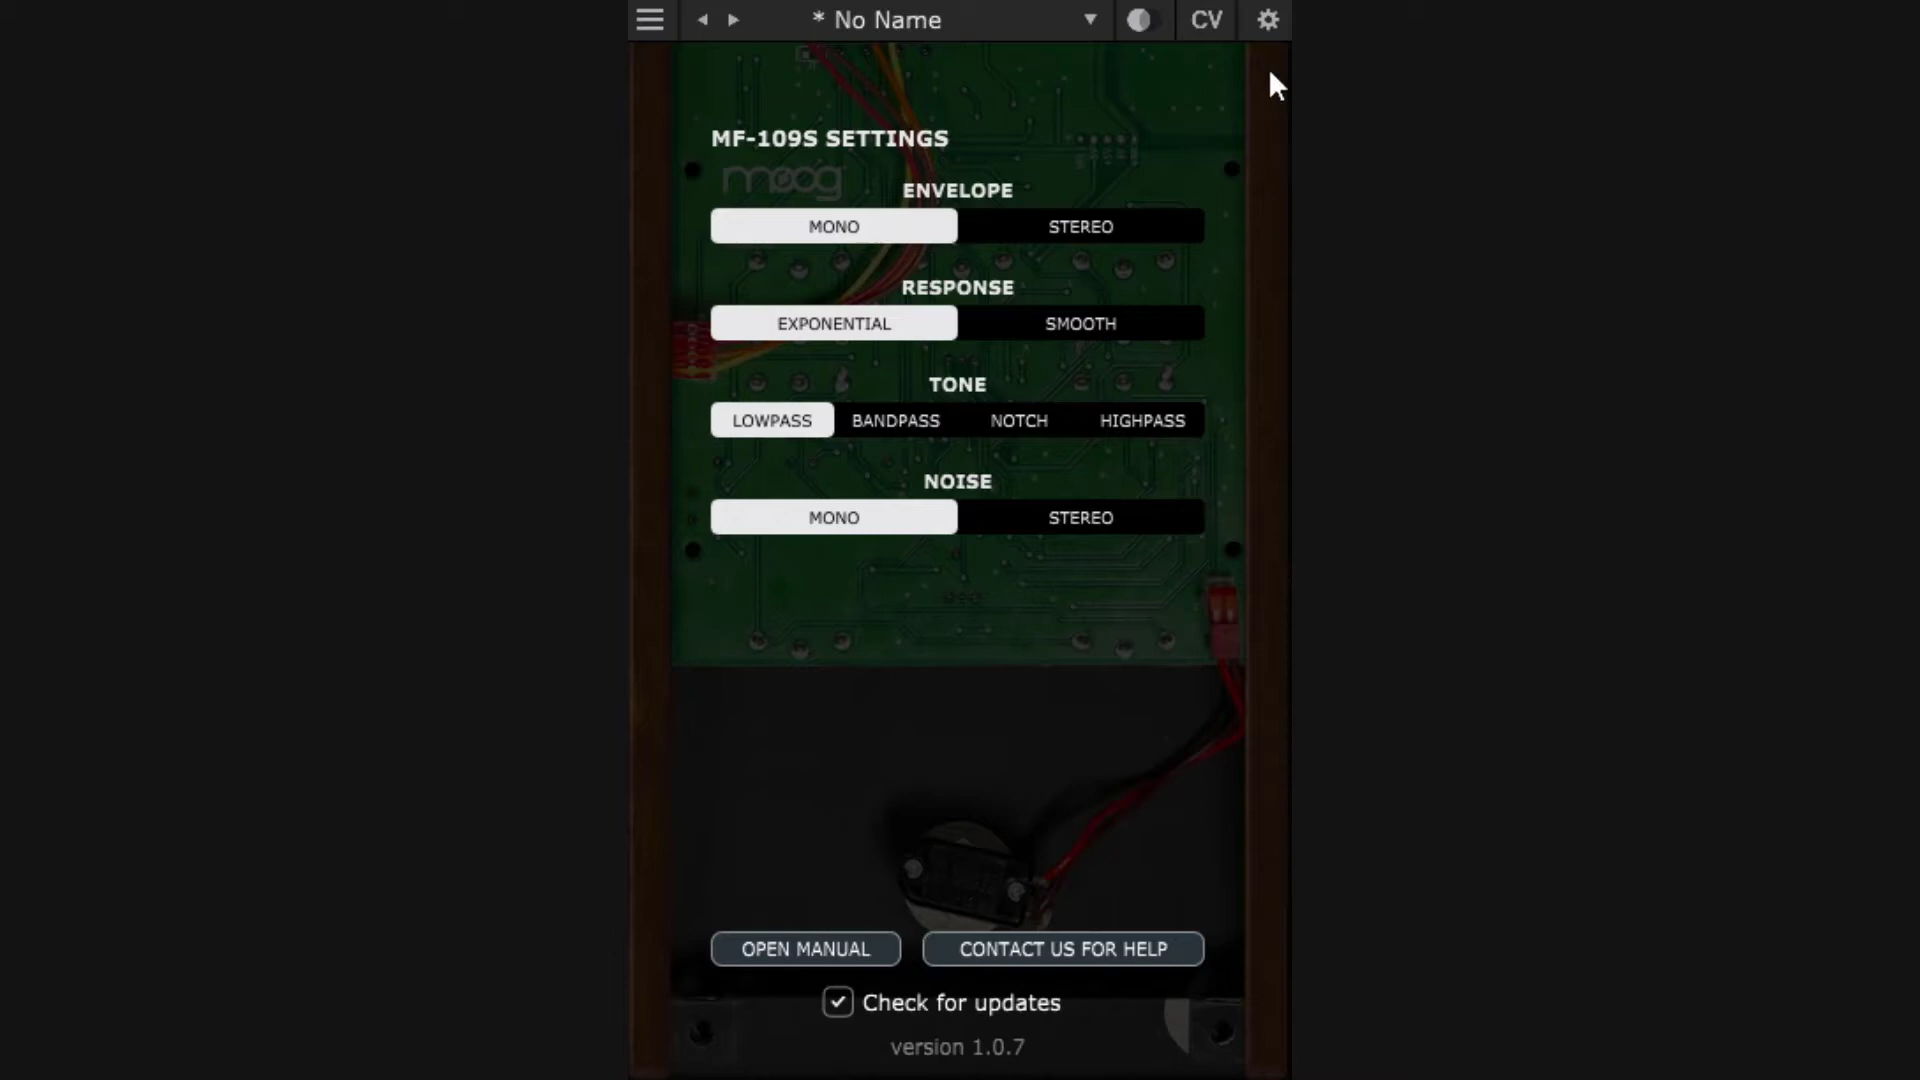 * No Name
CV
MF-109S SETTINGS
moog
ENVELOPE
MONO STEREO
RESPONSE
EXPONENTIAL SMOOTH
TONE
LOWPASS BANDPASS NOTCH HIGHPASS
NOISE
MONO STEREO
OPEN MANUAL CONTACT US FOR HELP
Check for updates
version 1.0.7